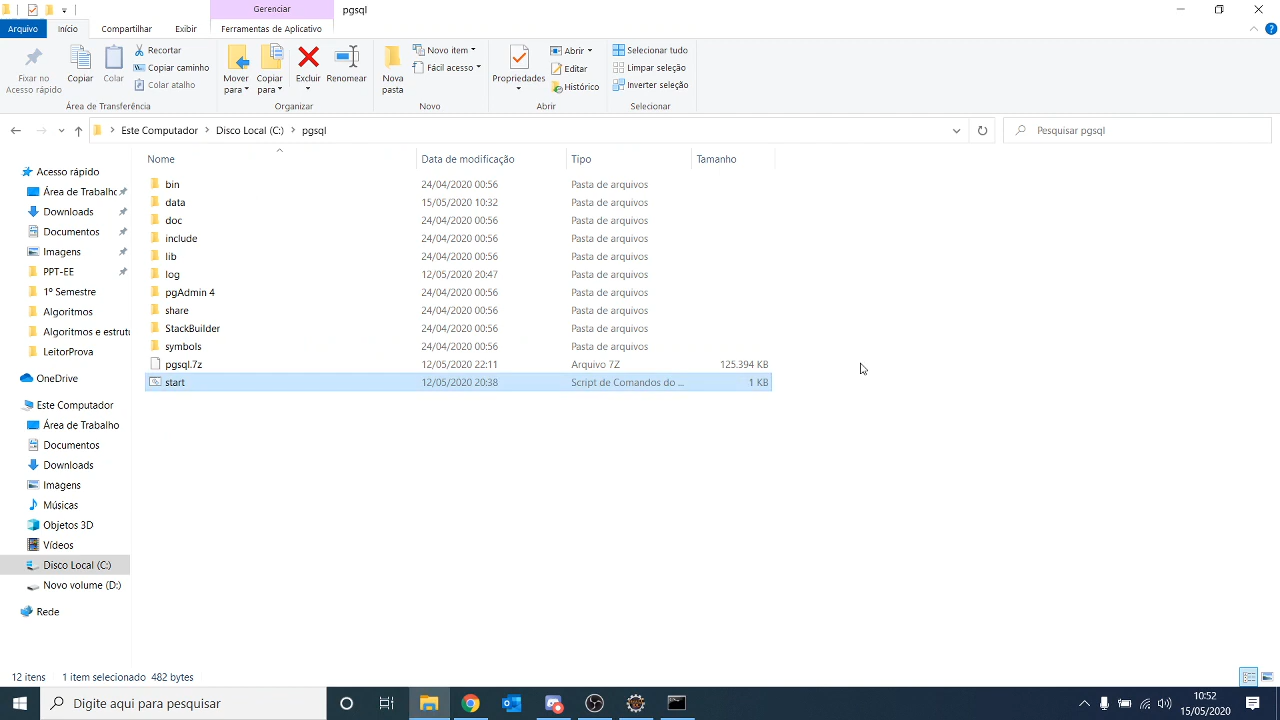 Gerenciar
pgsql
Arquivo
Início
Compartilhar
Exibir
Ferramentas de Aplicativo
Fixar no
Acesso rápido
Copiar
Colar
Recortar
Copiar caminho
Colar atalho
Área de Transferência
Mover
para
Copiar
para
Excluir
Renomear
Organizar
Nova
pasta
Novo item
Fácil acesso
Novo
Propriedades
Abrir
Editar
Histórico
Abrir
Selecionar tudo
Limpar seleção
Inverter seleção
Selecionar
Este Computador
Disco Local (C:)
pgsql
Pesquisar pgsql
Nome
Data de modificação
Tipo
Tamanho
Acesso rápido
Área de Trabalho
Downloads
Documentos
Imagens
PPT-EE
1º Semestre
Algoritmos
Algoritmos e estrut
LeitorProva
OneDrive
Este Computador
Área de Trabalho
Documentos
Downloads
Imagens
Músicas
Objetos 3D
Vídeos
Disco Local (C:)
Novo volume (D:)
Rede
bin 24/04/2020 00:56 Pasta de arquivos
data 15/05/2020 10:32 Pasta de arquivos
doc 24/04/2020 00:56 Pasta de arquivos
include 24/04/2020 00:56 Pasta de arquivos
lib 24/04/2020 00:56 Pasta de arquivos
log 12/05/2020 20:47 Pasta de arquivos
pgAdmin 4 24/04/2020 00:56 Pasta de arquivos
share 24/04/2020 00:56 Pasta de arquivos
StackBuilder 24/04/2020 00:56 Pasta de arquivos
symbols 24/04/2020 00:56 Pasta de arquivos
pgsql.7z 12/05/2020 22:11 Arquivo 7Z 125.394 KB
start 12/05/2020 20:38 Script de Comandos do ... 1 KB
12 itens 1 item selecionado 482 bytes
Digite aqui para pesquisar
10:52
15/05/2020